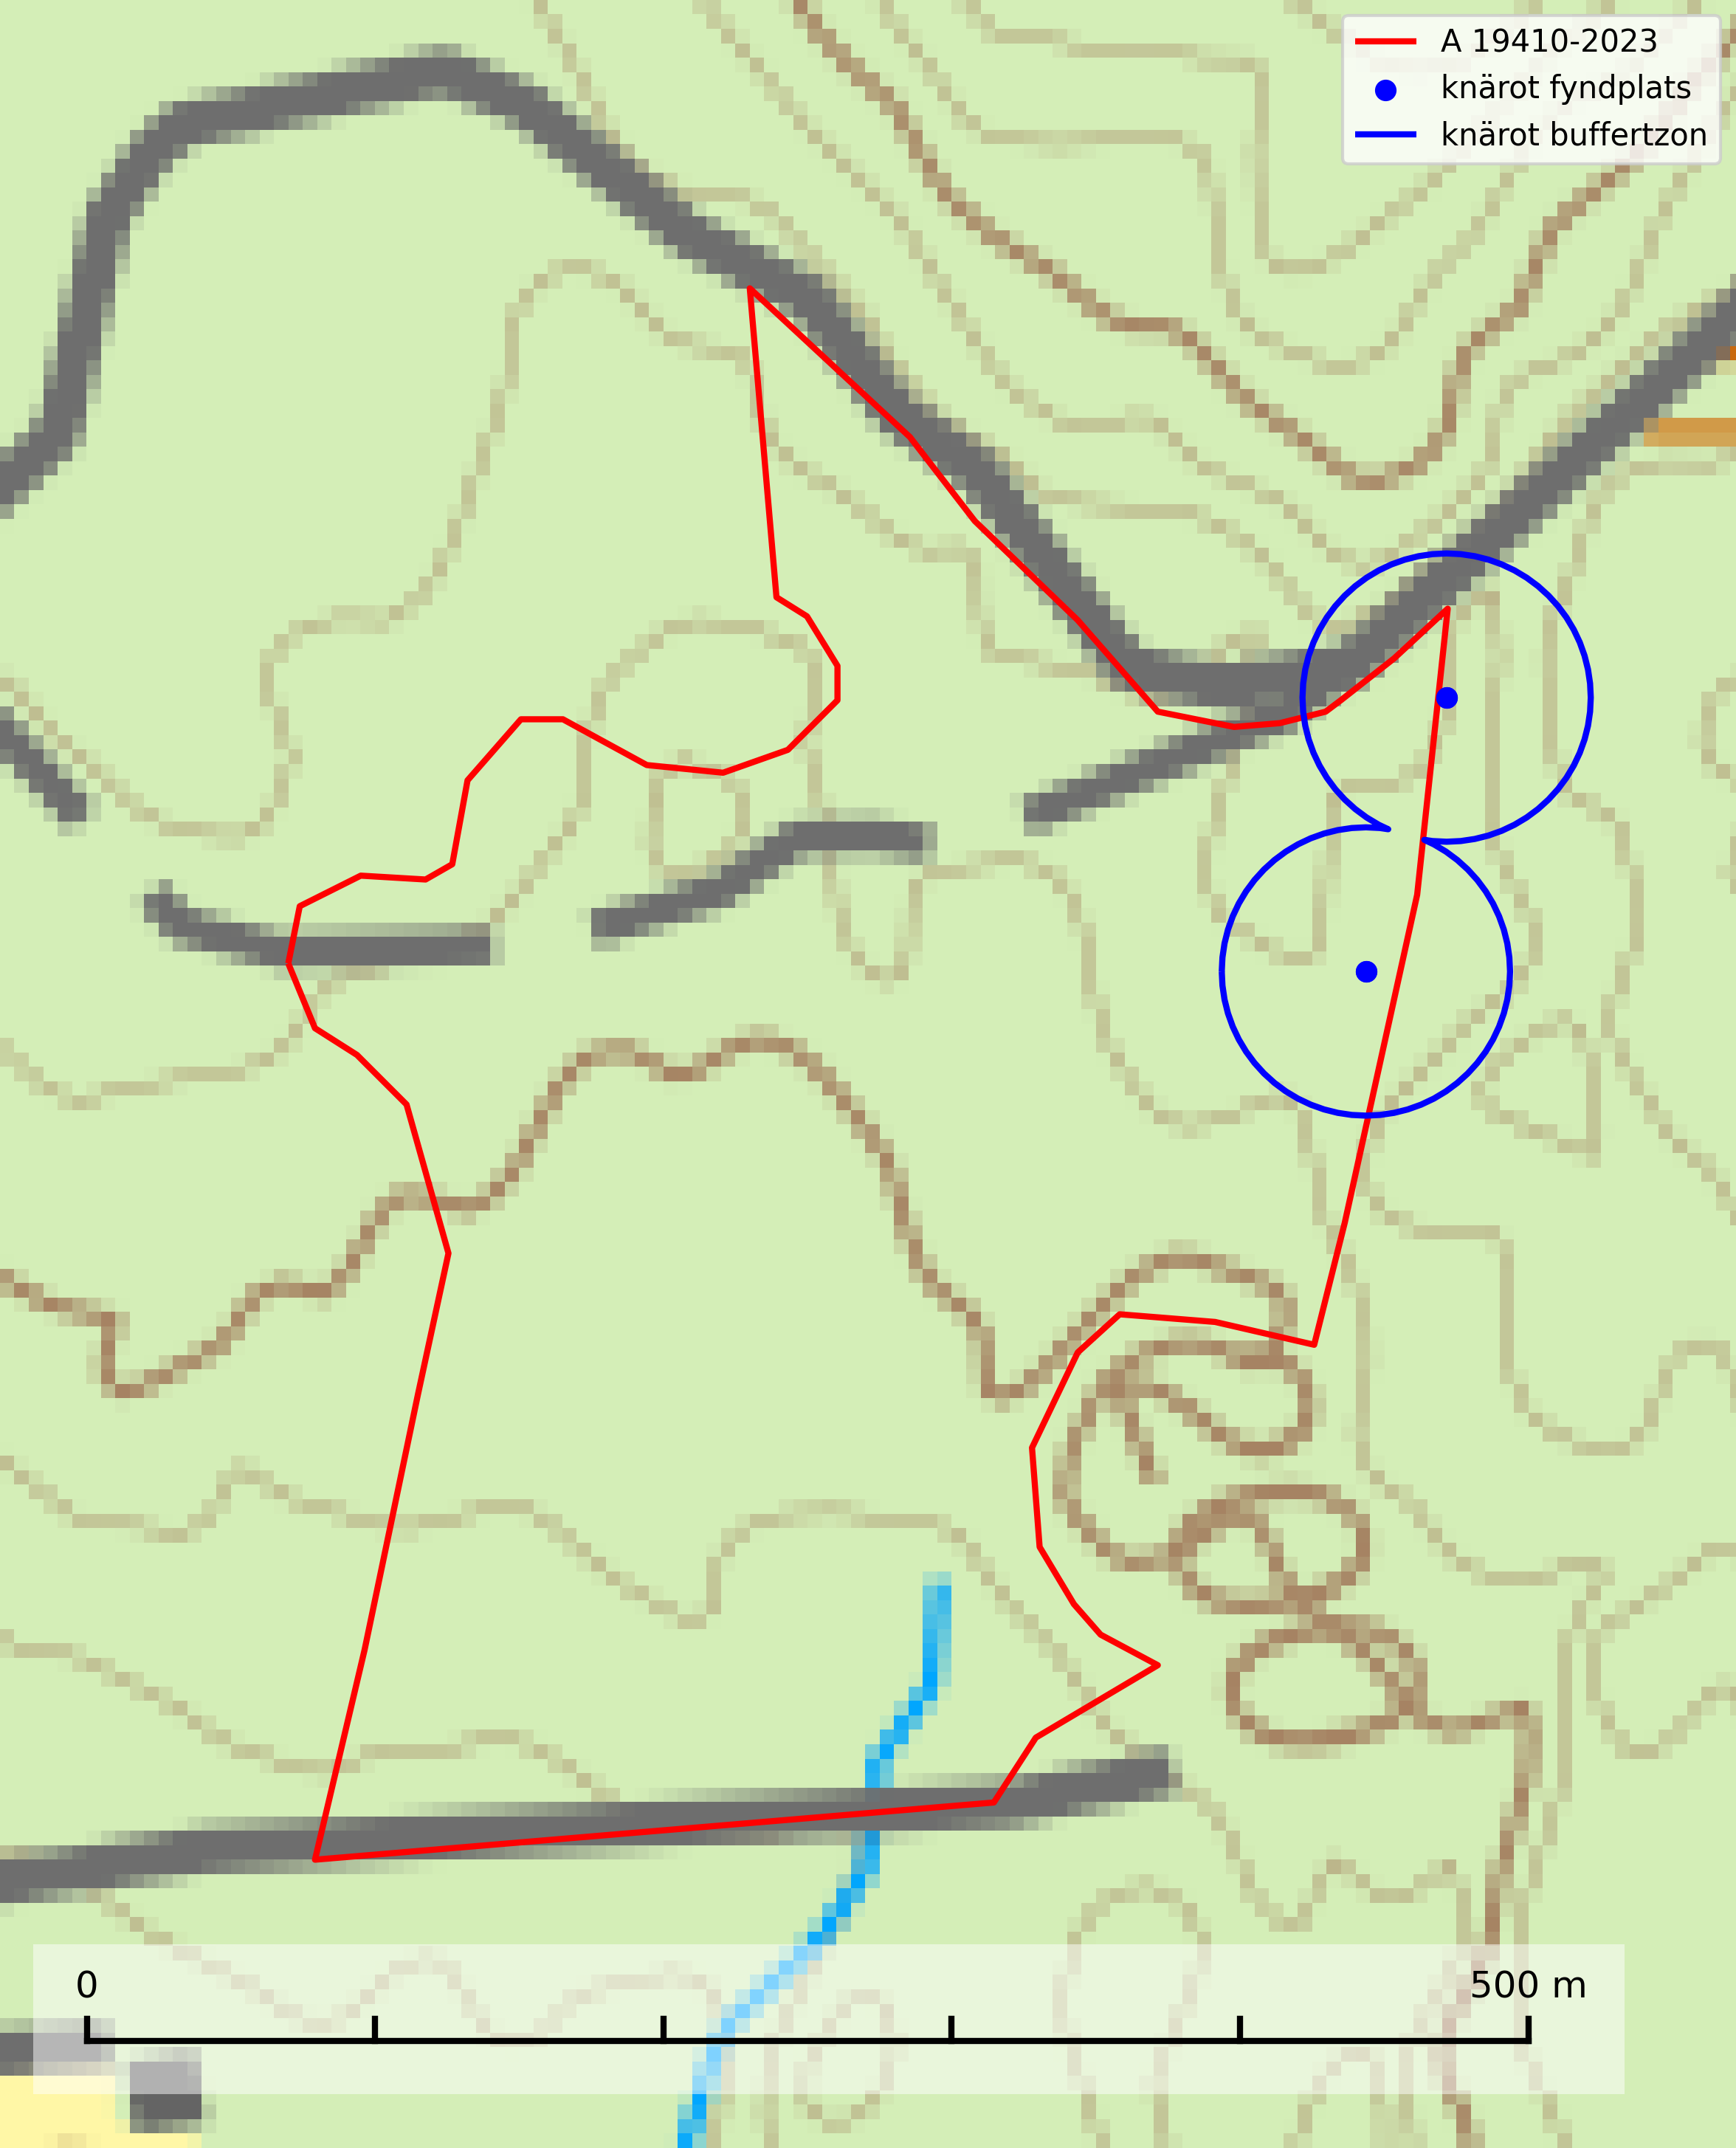 A 19410-2023
knärot fyndplats
knärot buffertzon
0
500 m